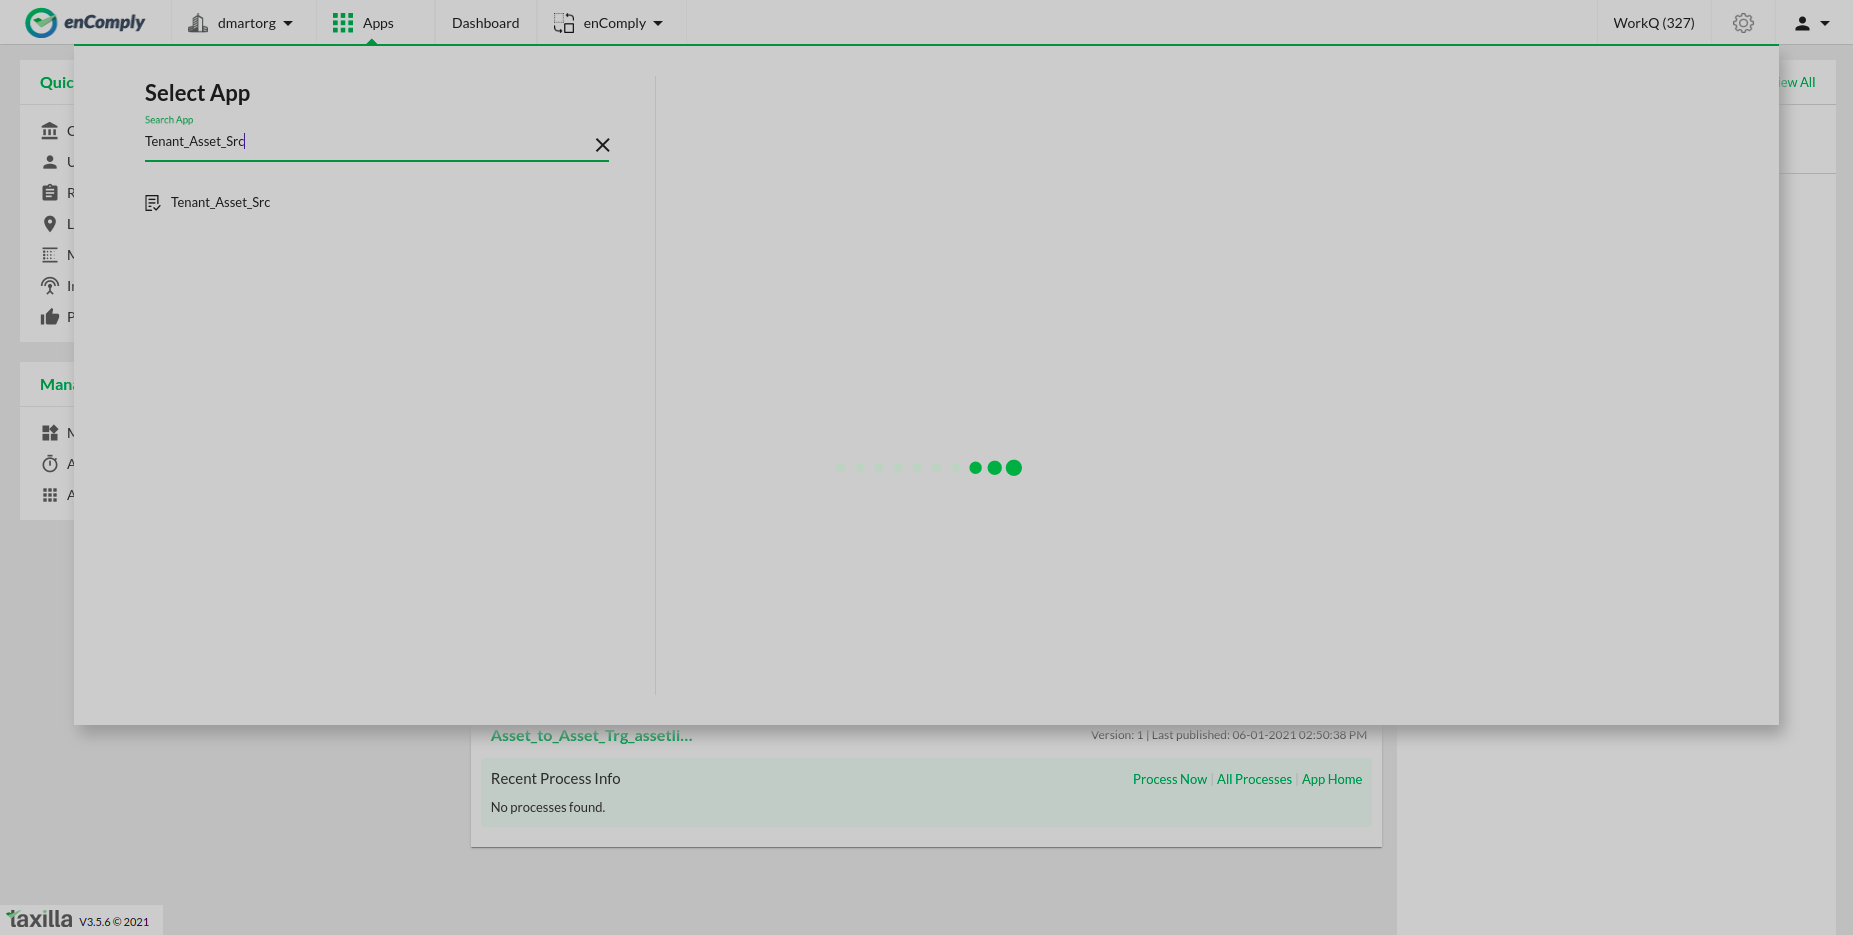 enComply
dmartorg
Apps
Dashboard
enComply
WorkQ (327)
Select App
Search App
Tenant_Asset_Src
Tenant_Asset_Src
Quic
C
U
R
L
M
P
Mana
M
A
A
ew All
Asset_to_Asset_Trg_assetli...
Version: 1 | Last published: 06-01-2021 02:50:38 PM
Recent Process Info
Process Now | All Processes | App Home
No processes found.
taxilla V3.5.6 © 2021